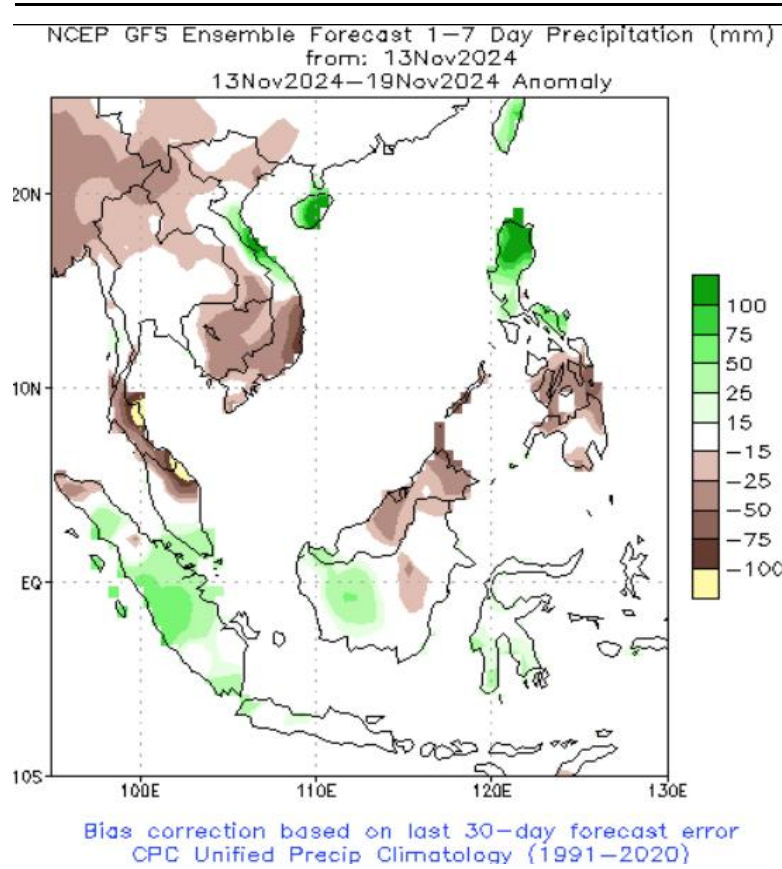 NCEP GFS Ensemble Forecast 1-7 Day Precipitation (mm)
from: 13Nov2024
13Nov2024-19Nov2024 Anomaly
20N
10N
EQ
10S
100E
110E
120E
130E
100
75
50
25
15
-15
-25
-50
-75
-100
Bias correction based on last 30-day forecast error
CPC Unified Precip Climatology (1991-2020)